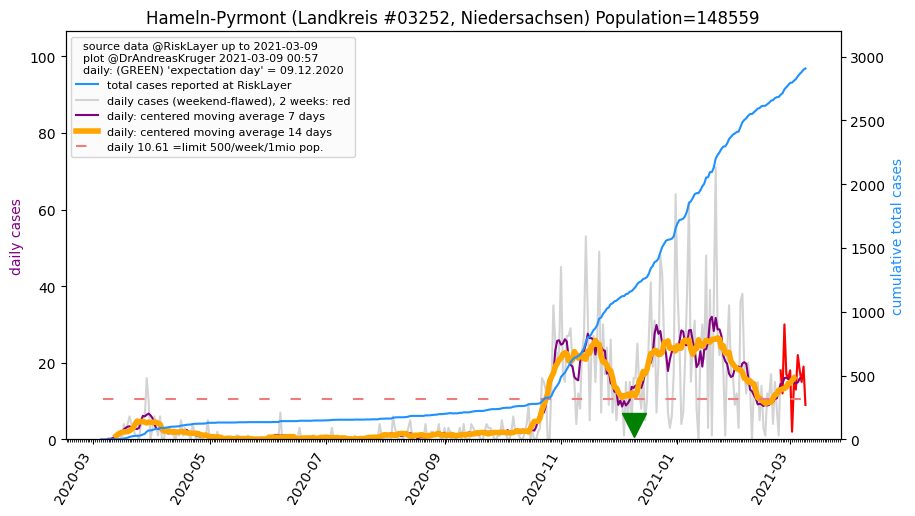 Hameln-Pyrmont (Landkreis #03252, Niedersachsen) Population=148559
source data @RiskLayer up to 2021-03-09
plot @DrAndreasKruger 2021-03-09 00:57
daily: (GREEN) 'expectation day' = 09.12.2020
total cases reported at RiskLayer
daily cases (weekend-flawed), 2 weeks: red
daily: centered moving average 7 days
daily: centered moving average 14 days
daily 10.61 =limit 500/week/1mio pop.
daily cases
100
80
60
40
20
0
cumulative total cases
3000
2500
2000
1500
1000
500
0
2020-03
2020-05
2020-07
2020-09
2020-11
2021-01
2021-03